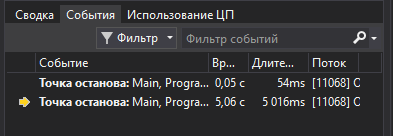 Сводка События Использование ЦП
Фильтр Фильтр событий
Событие Вр... Длите... Поток
Точка останова: Main, Progra... 0,05 с 54ms [11068] О
Точка останова: Main, Progra... 5,06 с 5 016ms [11068] О